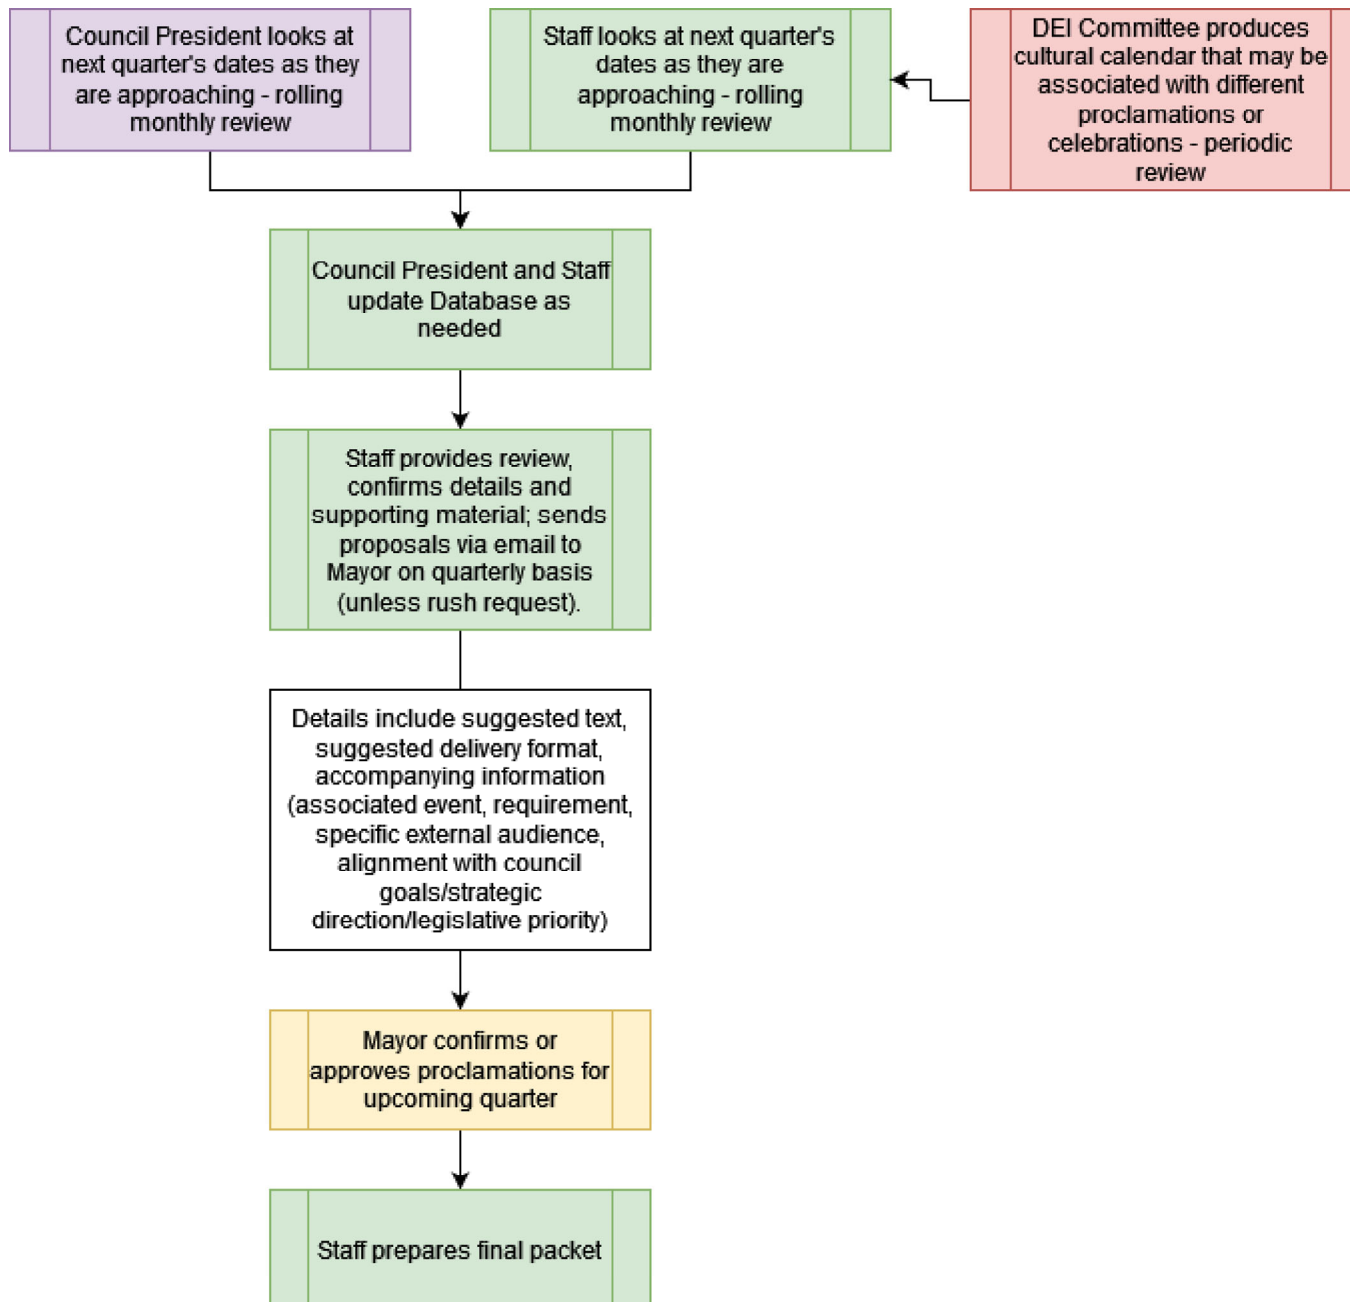 Council President looks at
next quarter's dates as they
are approaching - rolling
monthly review
Staff looks at next quarter's
dates as they are
approaching - rolling
monthly review
DEI Committee produces
cultural calendar that may be
associated with different
proclamations or
celebrations - periodic
review
Council President and Staff
update Database as
needed
Staff provides review,
confirms details and
supporting material; sends
proposals via email to
Mayor on quarterly basis
(unless rush request).
Details include suggested text,
suggested delivery format,
accompanying information
(associated event, requirement,
specific external audience,
alignment with council
goals/strategic
direction/legislative priority)
Mayor confirms or
approves proclamations for
upcoming quarter
Staff prepares final packet